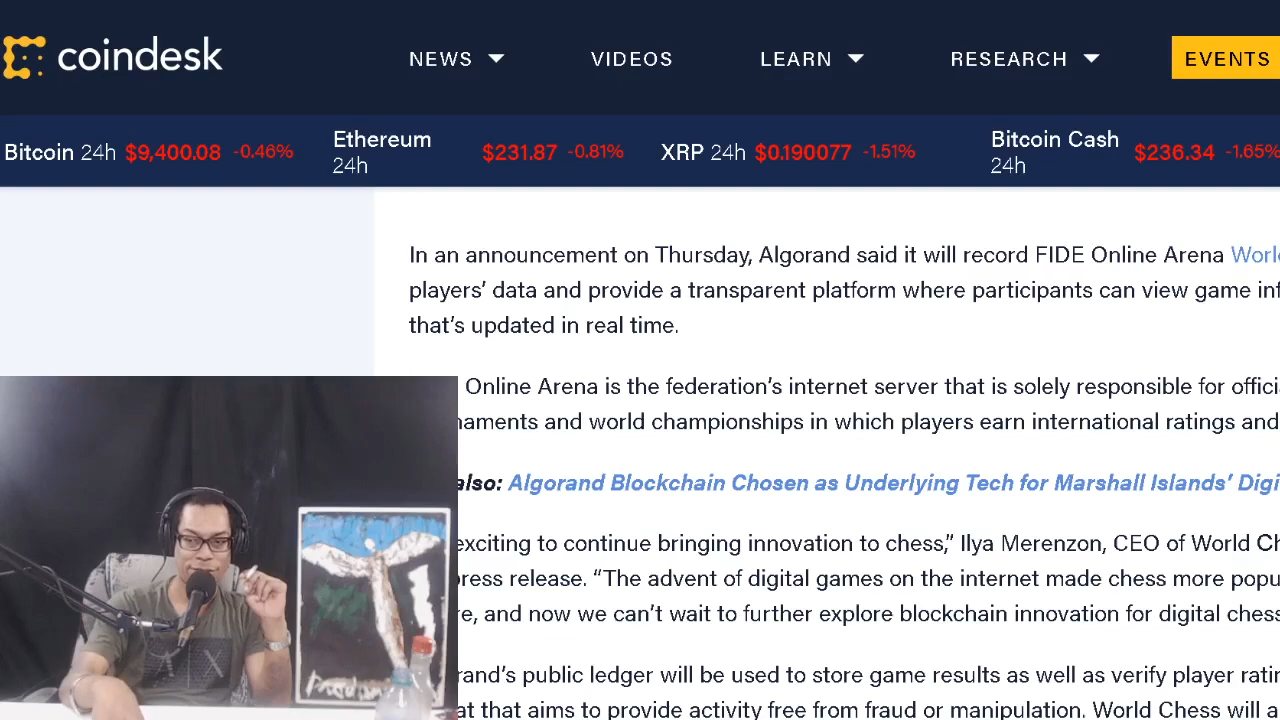 coindesk
NEWS
VIDEOS
LEARN
RESEARCH
EVENTS
Bitcoin 24h $9,400.08 -0.46%
Ethereum 24h $231.87 -0.81%
XRP 24h $0.190077 -1.51%
Bitcoin Cash 24h $236.34 -1.65%
In an announcement on Thursday, Algorand said it will record FIDE Online Arena
players’ data and provide a transparent platform where participants can view game
that’s updated in real time.
Online Arena is the federation’s internet server that is solely responsible for
and world championships in which players earn international ratings and
also: Algorand Blockchain Chosen as Underlying Tech for Marshall Islands’
exciting to continue bringing innovation to chess,” Ilya Merenzon, CEO of World
press release. “The advent of digital games on the internet made chess more
and now we can’t wait to further explore blockchain innovation for digital chess
public ledger will be used to store game results as well as verify player
that aims to provide activity free from fraud or manipulation. World Chess will